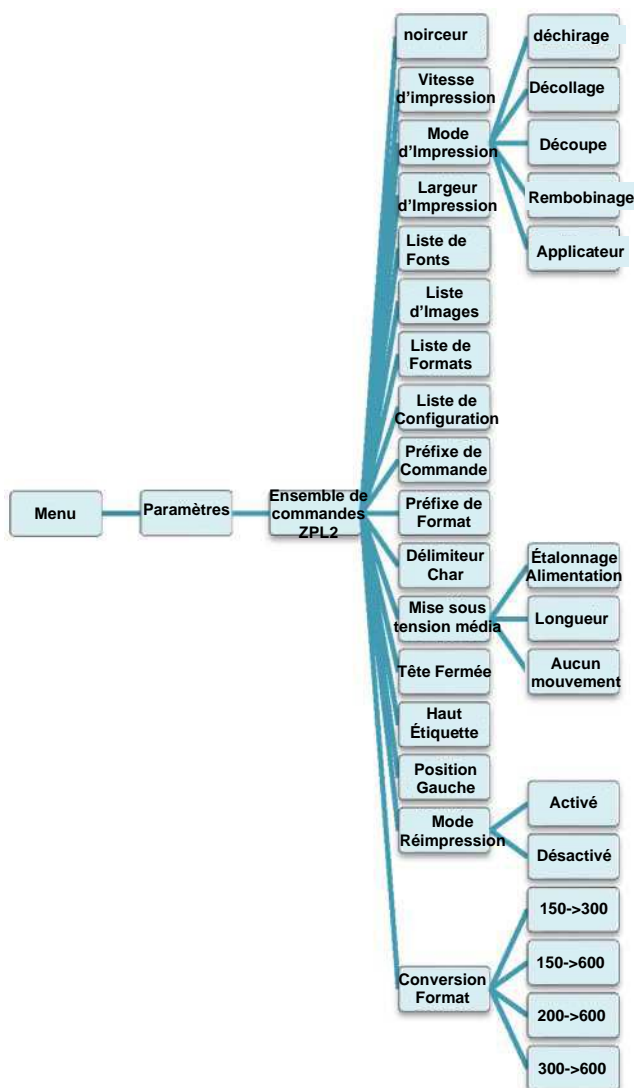 Menu
Paramètres
Ensemble de
commandes
ZPL2
noirceur
Vitesse
d’impression
Mode
d’Impression
déchirage
Décollage
Découpe
Rembobinage
Applicateur
Largeur
d’Impression
Liste de
Fonts
Liste
d’Images
Liste de
Formats
Liste de
Configuration
Préfixe de
Commande
Préfixe de
Format
Délimiteur
Char
Mise sous
tension média
Étalonnage
Alimentation
Longueur
Aucun
mouvement
Tête Fermée
Haut
Étiquette
Position
Gauche
Mode
Réimpression
Activé
Désactivé
Conversion
Format
150->300
150->600
200->600
300->600